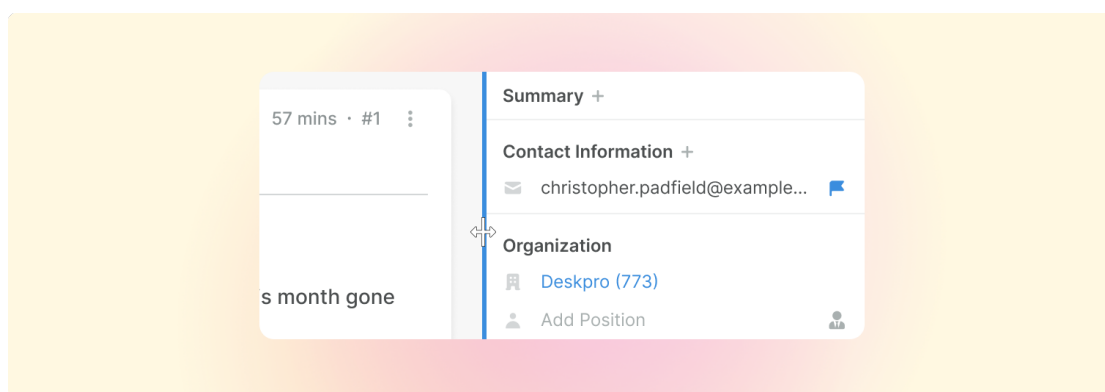 57 mins · #1
s month gone
Summary +
Contact Information +
christopher.padfield@example...
Organization
Deskpro (773)
Add Position